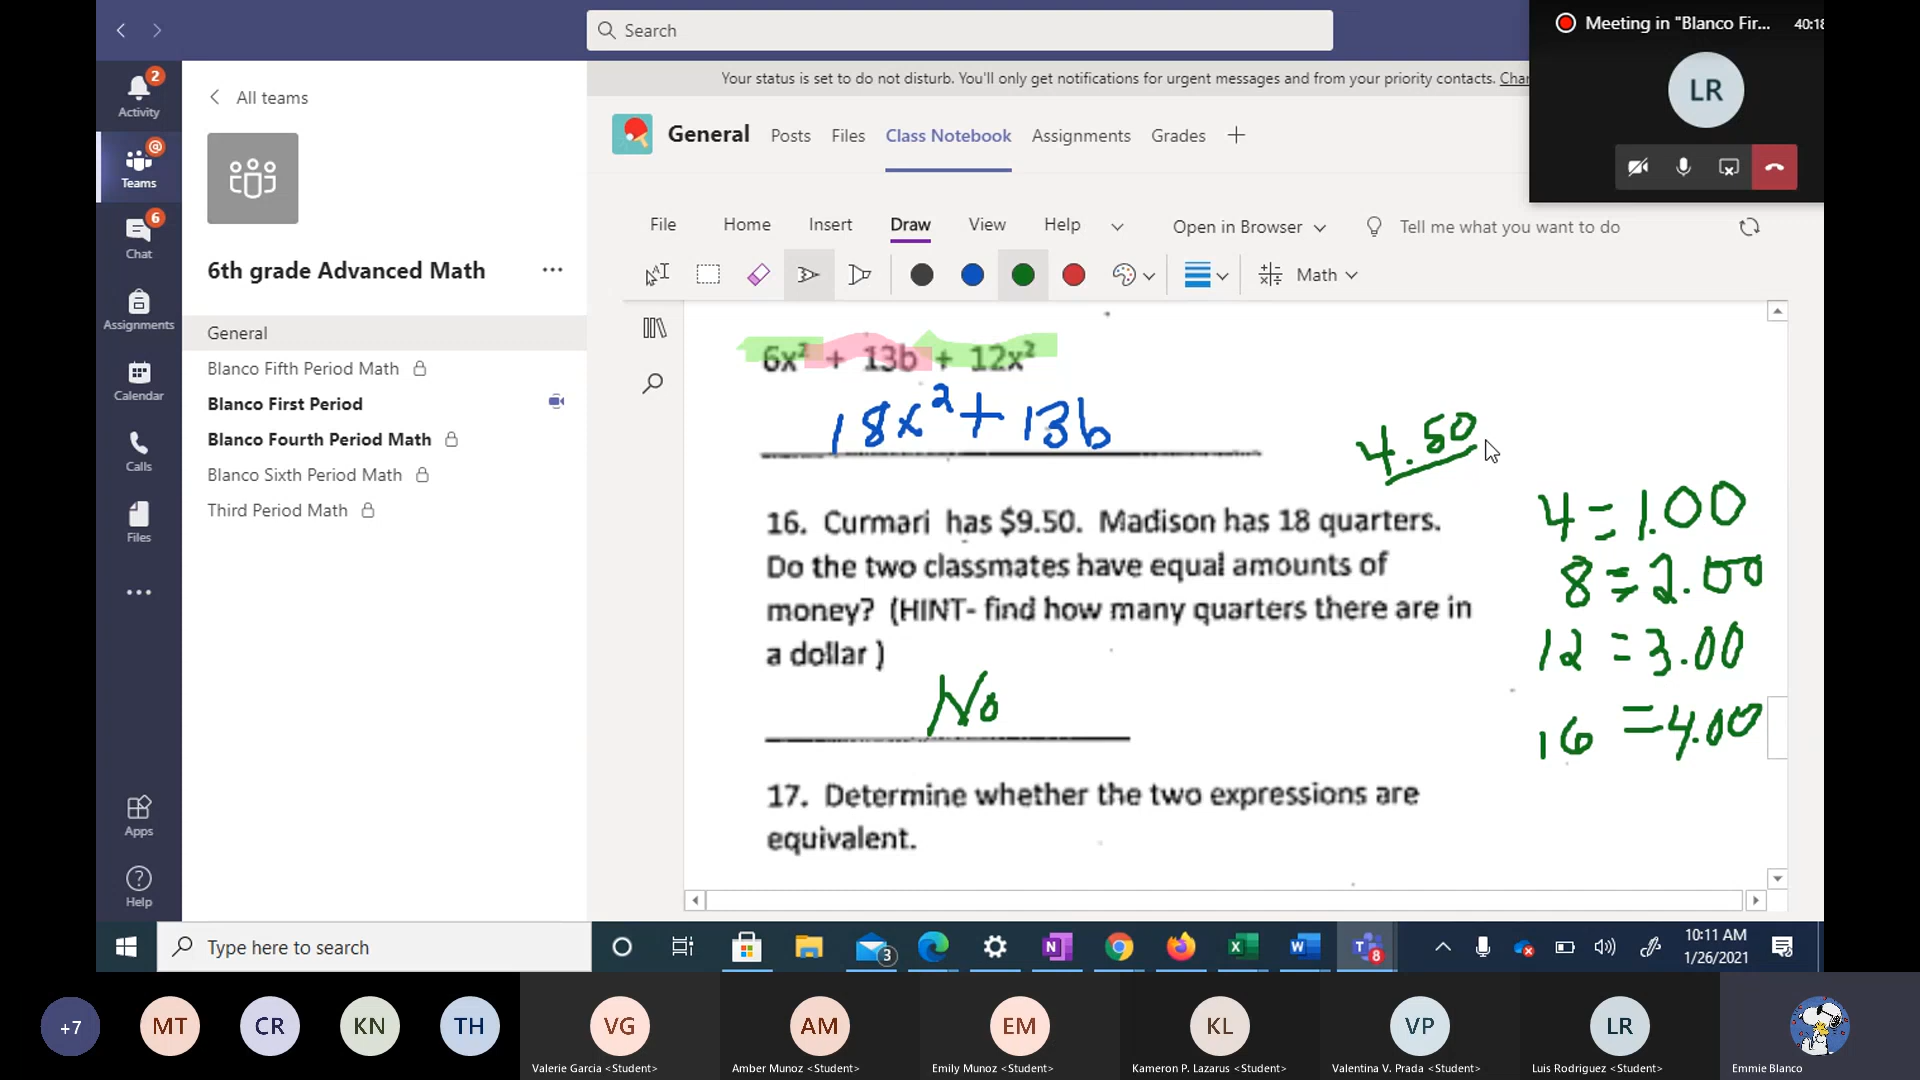 Search
Meeting in "Blanco Fir...
40:18
LR
Your status is set to do not disturb. You'll only get notifications for urgent messages and from your priority contacts.
2
Activity
@
Teams
6
Chat
Assignments
Calendar
Calls
Files
Apps
Help
All teams
6th grade Advanced Math
General
Blanco Fifth Period Math
Blanco First Period
Blanco Fourth Period Math
Blanco Sixth Period Math
Third Period Math
General Posts Files Class Notebook Assignments Grades
File Home Insert Draw View Help Open in Browser Tell me what you want to do
Math
6x² + 13b + 12x²
18x² + 13b
4.50
16. Curmari has $9.50. Madison has 18 quarters.
Do the two classmates have equal amounts of
money? (HINT- find how many quarters there are in
a dollar )
No
4 = 1.00
8 = 2.00
12 = 3.00
16 = 4.00
17. Determine whether the two expressions are
equivalent.
Type here to search
3
8
10:11 AM
1/26/2021
+7
MT
CR
KN
TH
VG
AM
EM
KL
VP
LR
Valerie Garcia <Student>
Amber Munoz <Student>
Emily Munoz <Student>
Kameron P. Lazarus <Student>
Valentina V. Prada <Student>
Luis Rodriguez <Student>
Emmie Blanco